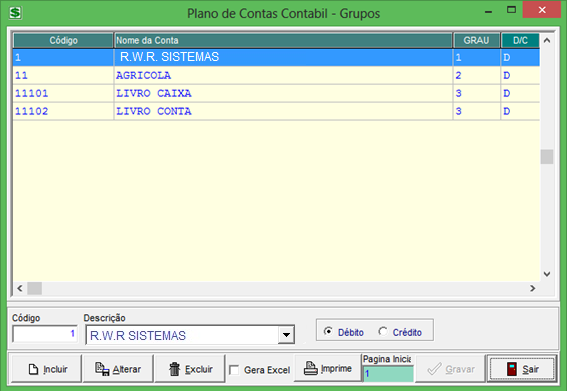 S
Plano de Contas Contabil - Grupos
Código Nome da Conta GRAU D/C
1 R.W.R. SISTEMAS 1 D
11 AGRICOLA 2 D
11101 LIVRO CAIXA 3 D
11102 LIVRO CONTA 3 D
Código Descrição
1 R.W.R SISTEMAS Débito Crédito
Pagina Inicia
Incluir Alterar Excluir Gera Excel Imprime 1 Gravar Sair